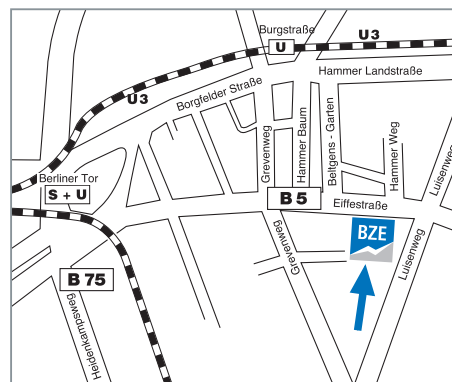 Burgstraße
U
U3
Hammer Landstraße
U3
Borgfelder Straße
Grevenweg
Hammer Baum
Beltgens - Garten
Hammer Weg
Luisenweg
Berliner Tor
S + U
B 5
Eiffestraße
BZE
Grevenweg
Luisenweg
B 75
Heidenkampsweg